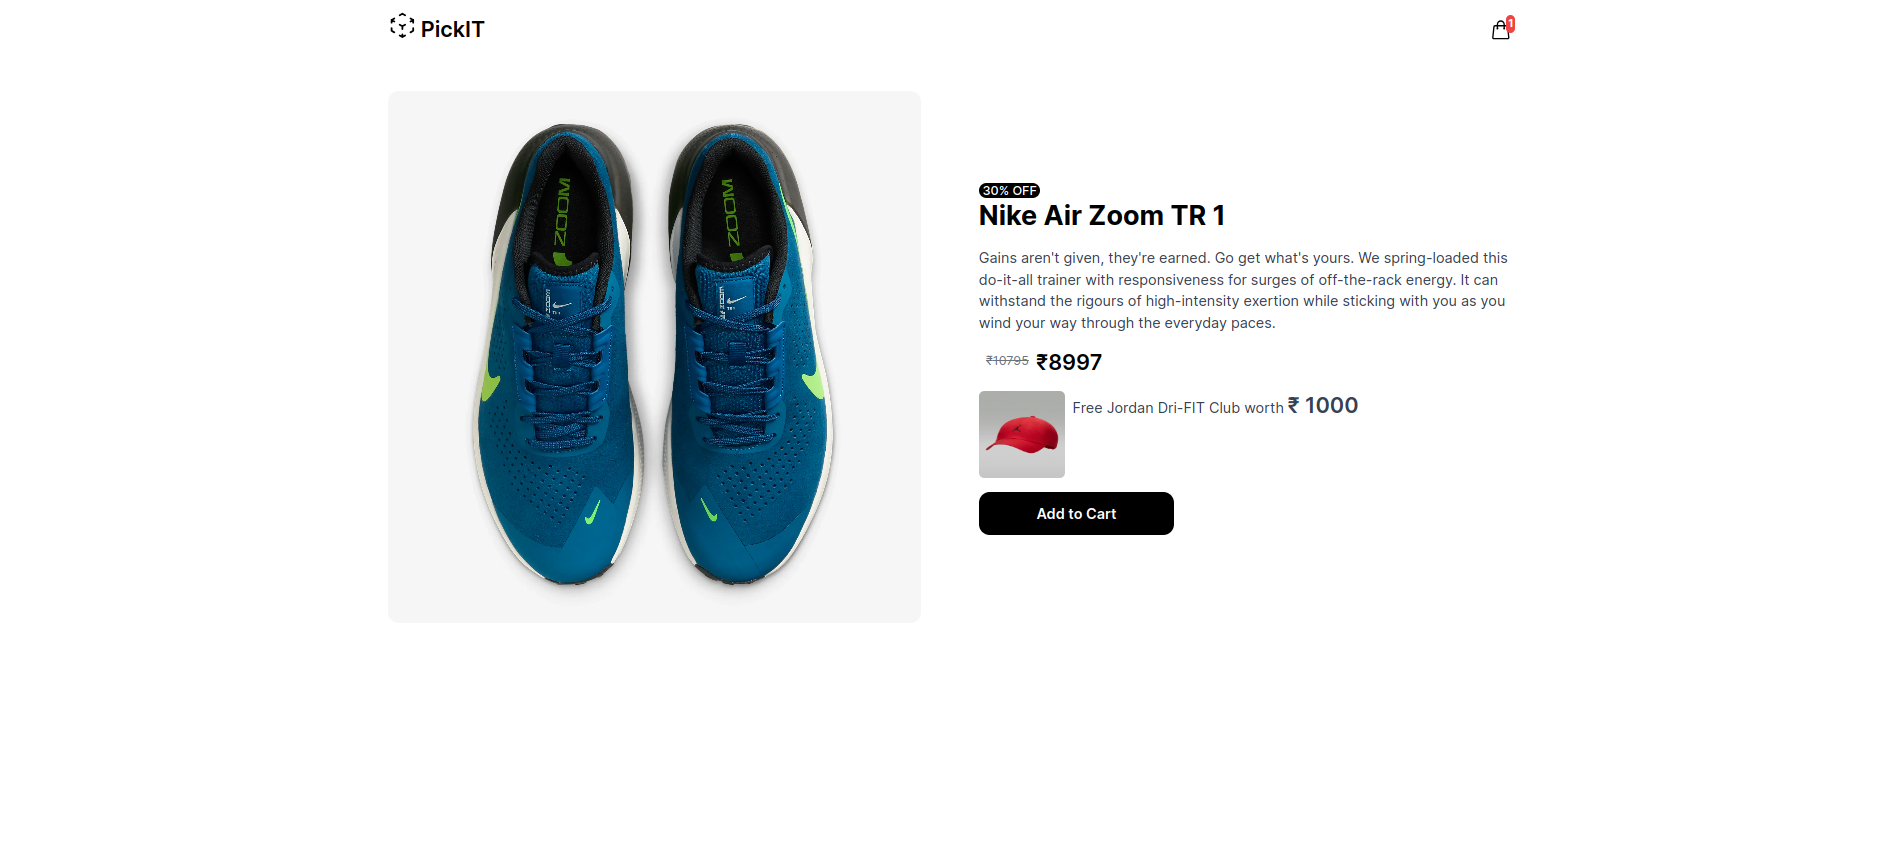 PickIT
1
ZOOM
ZOOM
30% OFF
Nike Air Zoom TR 1
Gains aren't given, they're earned. Go get what's yours. We spring-loaded this
do-it-all trainer with responsiveness for surges of off-the-rack energy. It can
withstand the rigours of high-intensity exertion while sticking with you as you
wind your way through the everyday paces.
₹10795 ₹8997
Free Jordan Dri-FIT Club worth ₹ 1000
Add to Cart